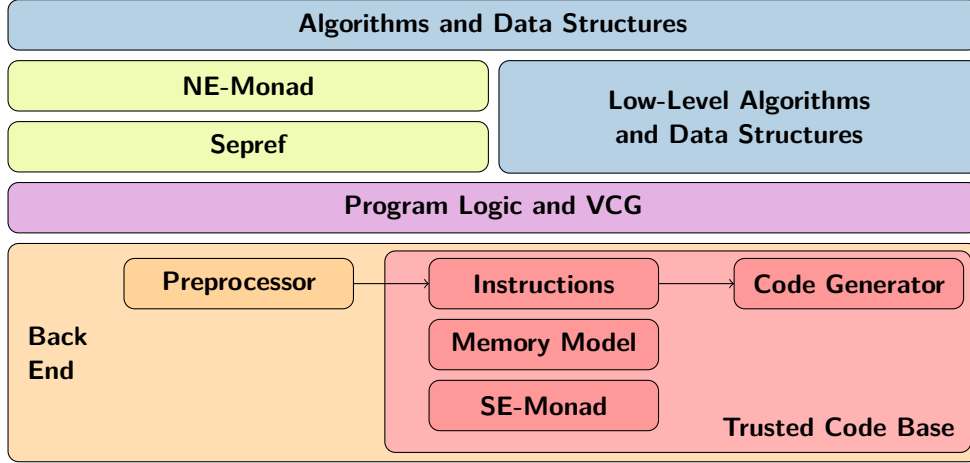 Algorithms and Data Structures
NE-Monad
Sepref
Low-Level Algorithms
and Data Structures
Program Logic and VCG
Preprocessor
Instructions
Code Generator
Back
End
Memory Model
SE-Monad
Trusted Code Base